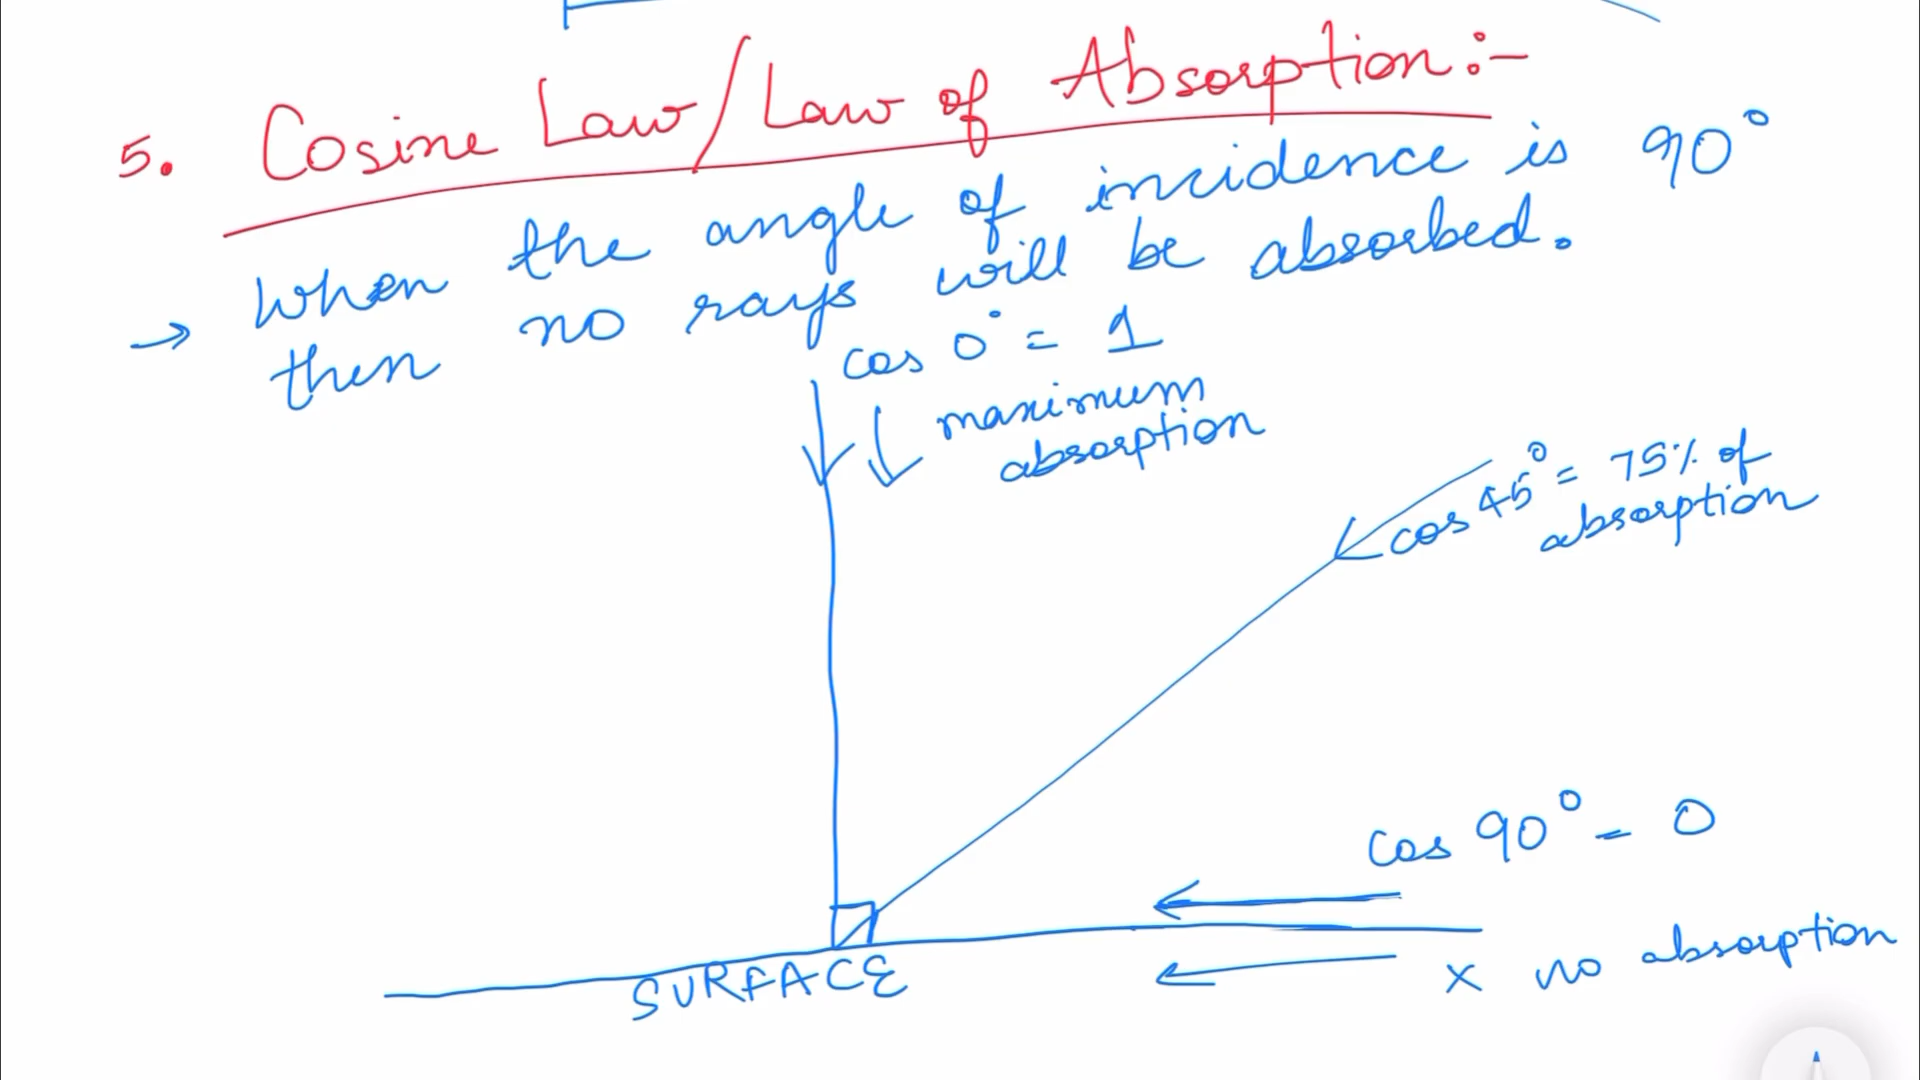 5. Cosine Law/Law of Absorption:-
→ When the angle of incidence is 90°
then no rays will be absorbed.
cos 0° = 1
maximum
absorption
cos 45° = 75% of
absorption
cos 90° = 0
x no absorption
SURFACE